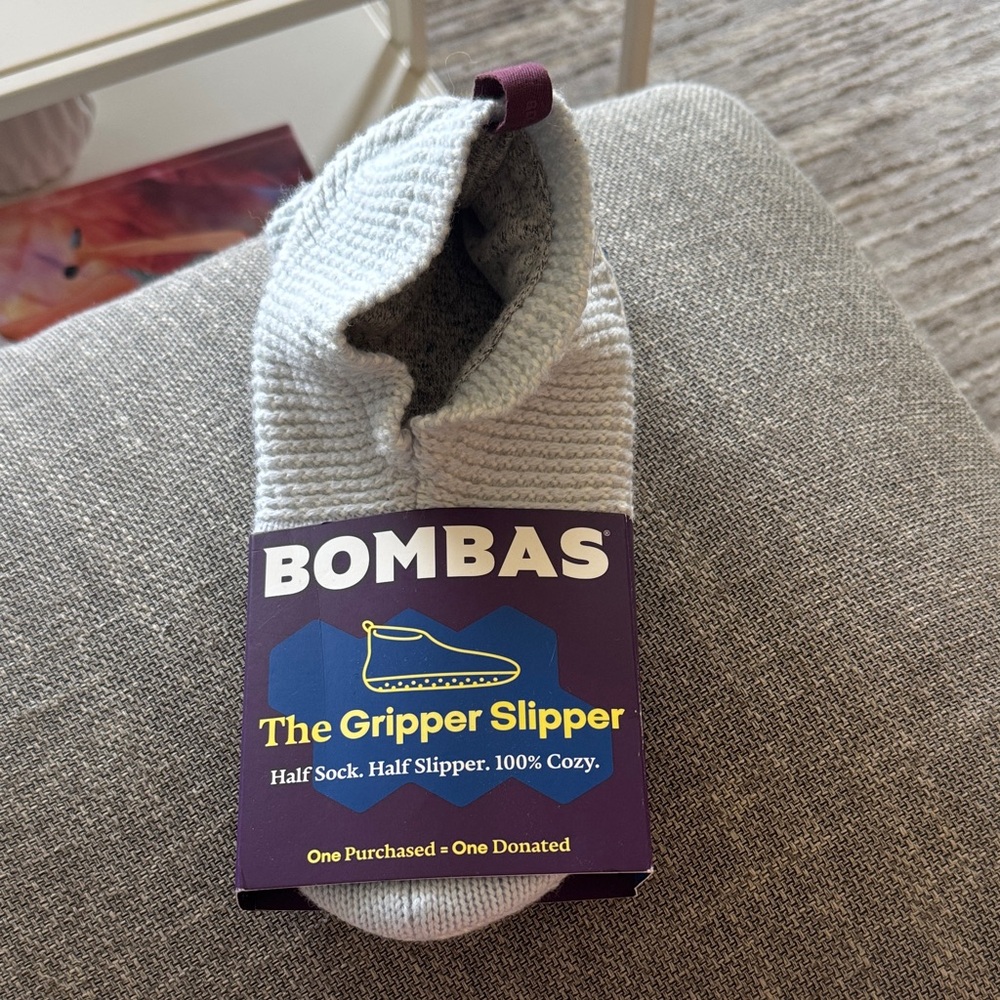 BOMBAS®
The Gripper Slipper
Half Sock. Half Slipper. 100% Cozy.
One Purchased = One Donated